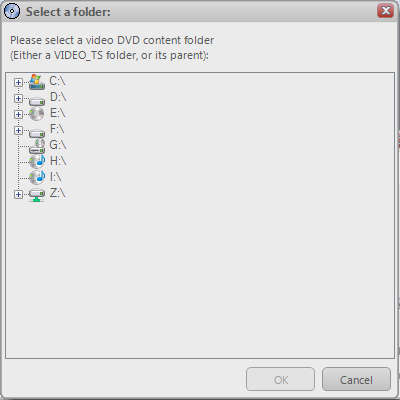 Select a folder:
Please select a video DVD content folder
(Either a VIDEO_TS folder, or its parent):
C:\
D:\
E:\
F:\
G:\
H:\
I:\
Z:\
OK
Cancel